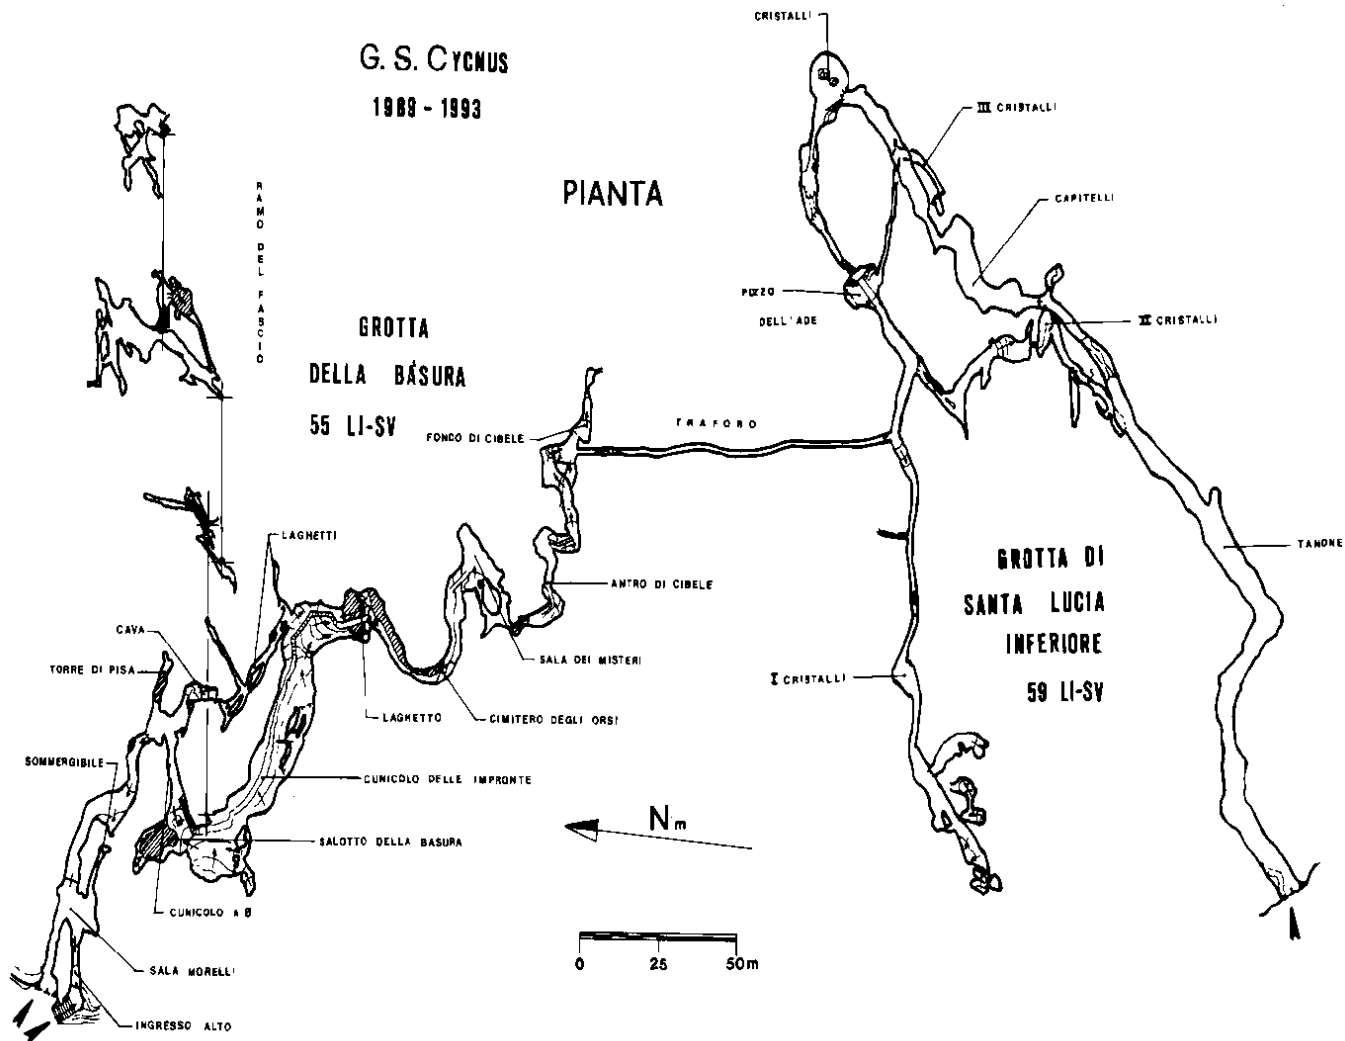 CRISTALLI
G. S. CYCNUS
1989 - 1993
III CRISTALLI
PIANTA
CAPITELLI
RAMO DEL FASCIO
POZZO
DELL'ADE
II CRISTALLI
GROTTA
DELLA BÁSURA
55 LI-SV
FONDO DI CIBELE
TRAFORO
LAGHETTI
TANONE
GROTTA DI
SANTA LUCIA
INFERIORE
59 LI-SV
ANTRO DI CIBELE
CAVA
TORRE DI PISA
SALA DEI MISTERI
I CRISTALLI
LAGHETTO
CIMITERO DEGLI ORSI
SOMMERGIBILE
CUNICOLO DELLE IMPRONTE
Nm
SALOTTO DELLA BASURA
CUNICOLO A 8
0 25 50m
SALA MORELLI
INGRESSO ALTO